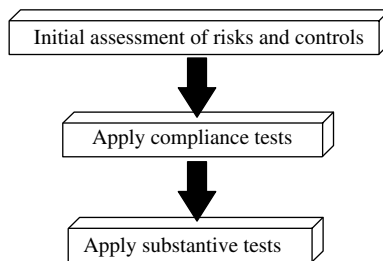 Initial assessment of risks and controls
Apply compliance tests
Apply substantive tests